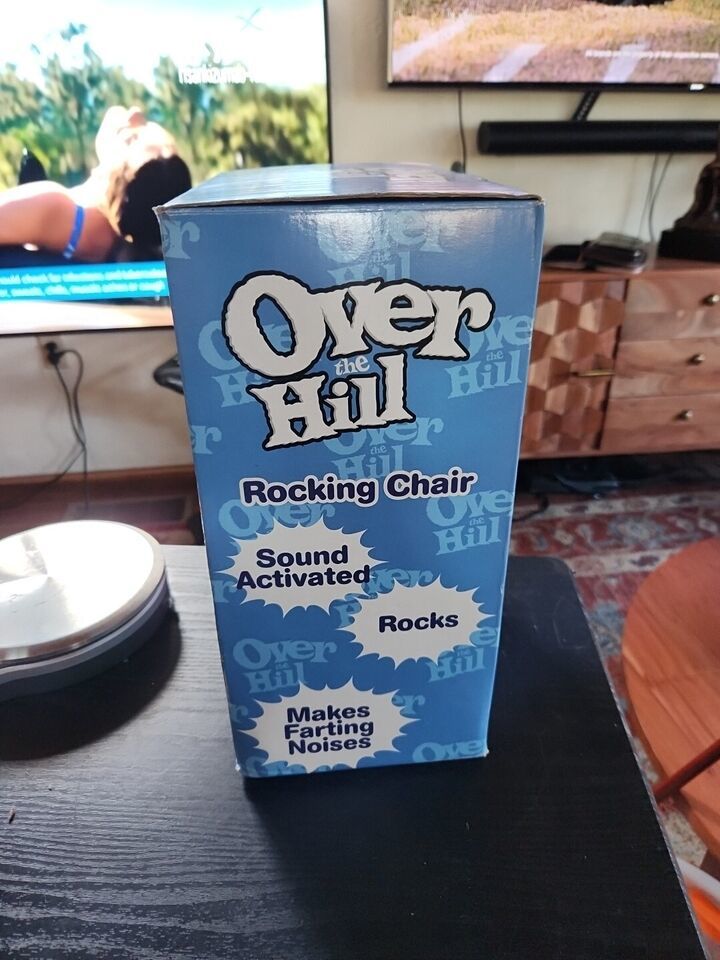 Over
the
Hill
Rocking Chair
Sound
Activated
Rocks
Makes
Farting
Noises